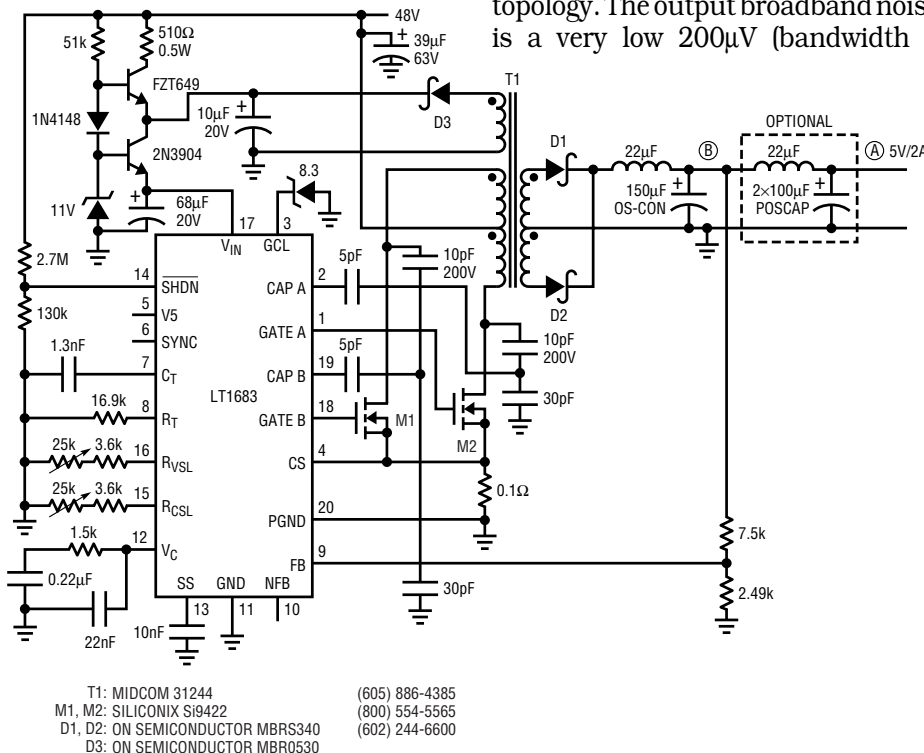 topology. The output broadband nois
is a very low 200µV (bandwidth
48V
51k
510Ω
0.5W
39µF
63V
+
FZT649
T1
1N4148
10µF
20V
+
D3
OPTIONAL
2N3904
8.3
D1
22µF
B
22µF
A 5V/2A
11V
+
68µF
20V
150µF
OS-CON
+
2×100µF
POSCAP
+
17
3
VIN
GCL
2.7M
5pF
10pF
200V
14
SHDN
CAP A
2
D2
130k
5
V5
6
SYNC
GATE A
1
1.3nF
5pF
10pF
200V
7
CT
CAP B
19
LT1683
30pF
16.9k
8
RT
GATE B
18
M1
M2
25k
3.6k
16
RVSL
CS
4
25k
3.6k
15
RCSL
0.1Ω
PGND
20
1.5k
12
VC
FB
9
7.5k
0.22µF
SS
GND
NFB
30pF
2.49k
13
11
10
22nF
10nF
T1: MIDCOM 31244 (605) 886-4385
M1, M2: SILICONIX Si9422 (800) 554-5565
D1, D2: ON SEMICONDUCTOR MBRS340 (602) 244-6600
D3: ON SEMICONDUCTOR MBR0530